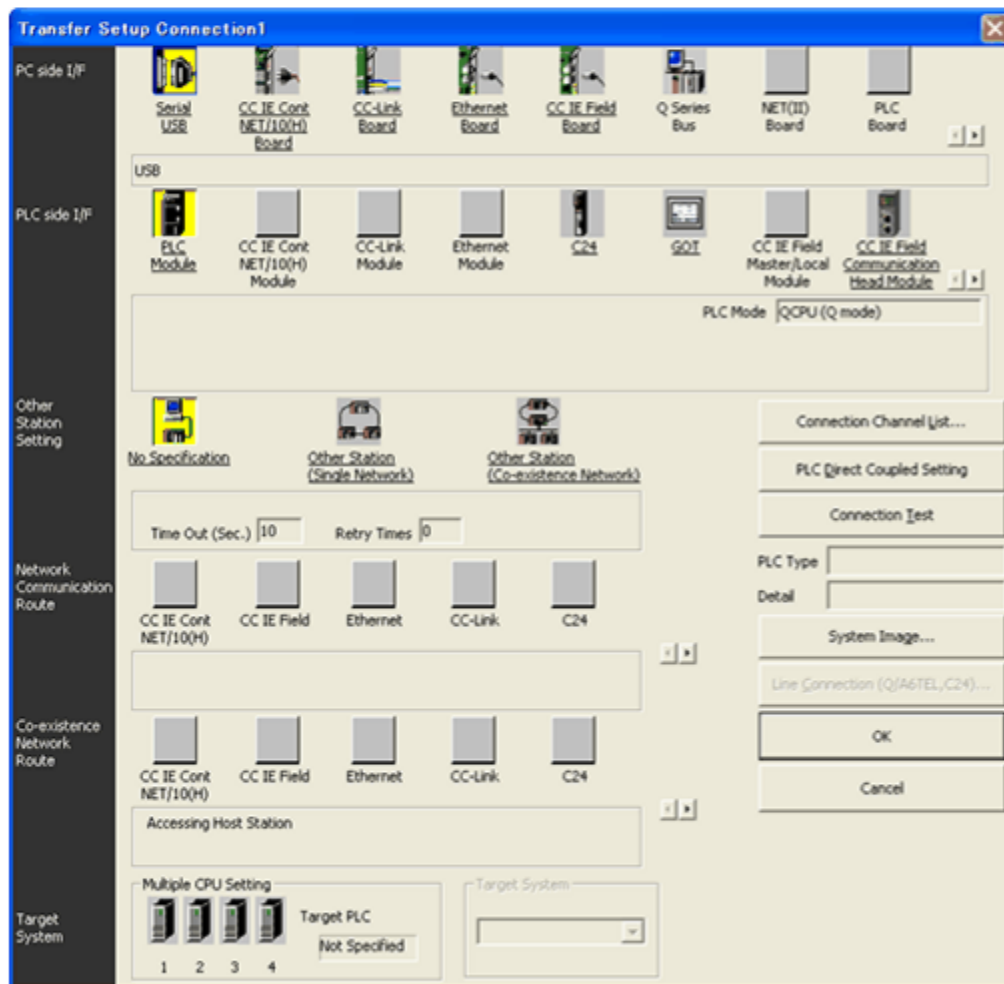 Transfer Setup Connection1
PC side I/F
Serial
USB
CC IE Cont
NET/10(H)
Board
CC-Link
Board
Ethernet
Board
CC IE Field
Board
Q Series
Bus
NET(II)
Board
PLC
Board
USB
PLC side I/F
PLC
Module
CC IE Cont
NET/10(H)
Module
CC-Link
Module
Ethernet
Module
C24
GOT
CC IE Field
Master/Local
Module
CC IE Field
Communication
Head Module
PLC Mode QCPU (Q mode)
Other
Station
Setting
No Specification
Other Station
(Single Network)
Other Station
(Co-existence Network)
Time Out (Sec.) 10 Retry Times 0
Connection Channel List...
PLC Direct Coupled Setting
Connection Test
PLC Type
Detail
System Image...
Line Connection (Q/A6TEL,C24)...
OK
Cancel
Network
Communication
Route
CC IE Cont
NET/10(H)
CC IE Field
Ethernet
CC-Link
C24
Co-existence
Network
Route
CC IE Cont
NET/10(H)
CC IE Field
Ethernet
CC-Link
C24
Accessing Host Station
Target
System
Multiple CPU Setting
1 2 3 4
Target PLC
Not Specified
Target System